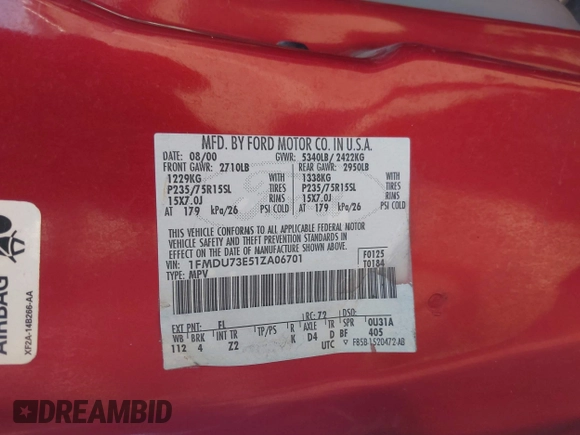 MFD. BY FORD MOTOR CO. IN U.S.A.
DATE: 08/00 GVWR: 5340LB/ 2422KG
FRONT GAWR: 2710LB REAR GAWR: 2950LB
1229KG WITH 1338KG WITH
P235/75R15SL TIRES P235/75R15SL TIRES
15X7.0J RIMS 15X7.0J RIMS
AT 179 kPa/26 PSI COLD AT 179 kPa/26 PSI COLD
THIS VEHICLE CONFORMS TO ALL APPLICABLE FEDERAL MOTOR
VEHICLE SAFETY AND THEFT PREVENTION STANDARDS IN
EFFECT ON THE DATE OF MANUFACTURE SHOWN ABOVE.
VEH. IDENT. NO.: 1FMDU73E51ZA06701
TYPE: MPV
F0125
T0184
EXT PNT: EL RC: 72 DSO:
WB BRK INT TR TP/PS R AXLE TR SPR 0U31A
112 4 Z2 K D4 D BF 405
UTC F85B-1520472-AB
AIRBAG
XF2A-14B266-AA
DREAMBID